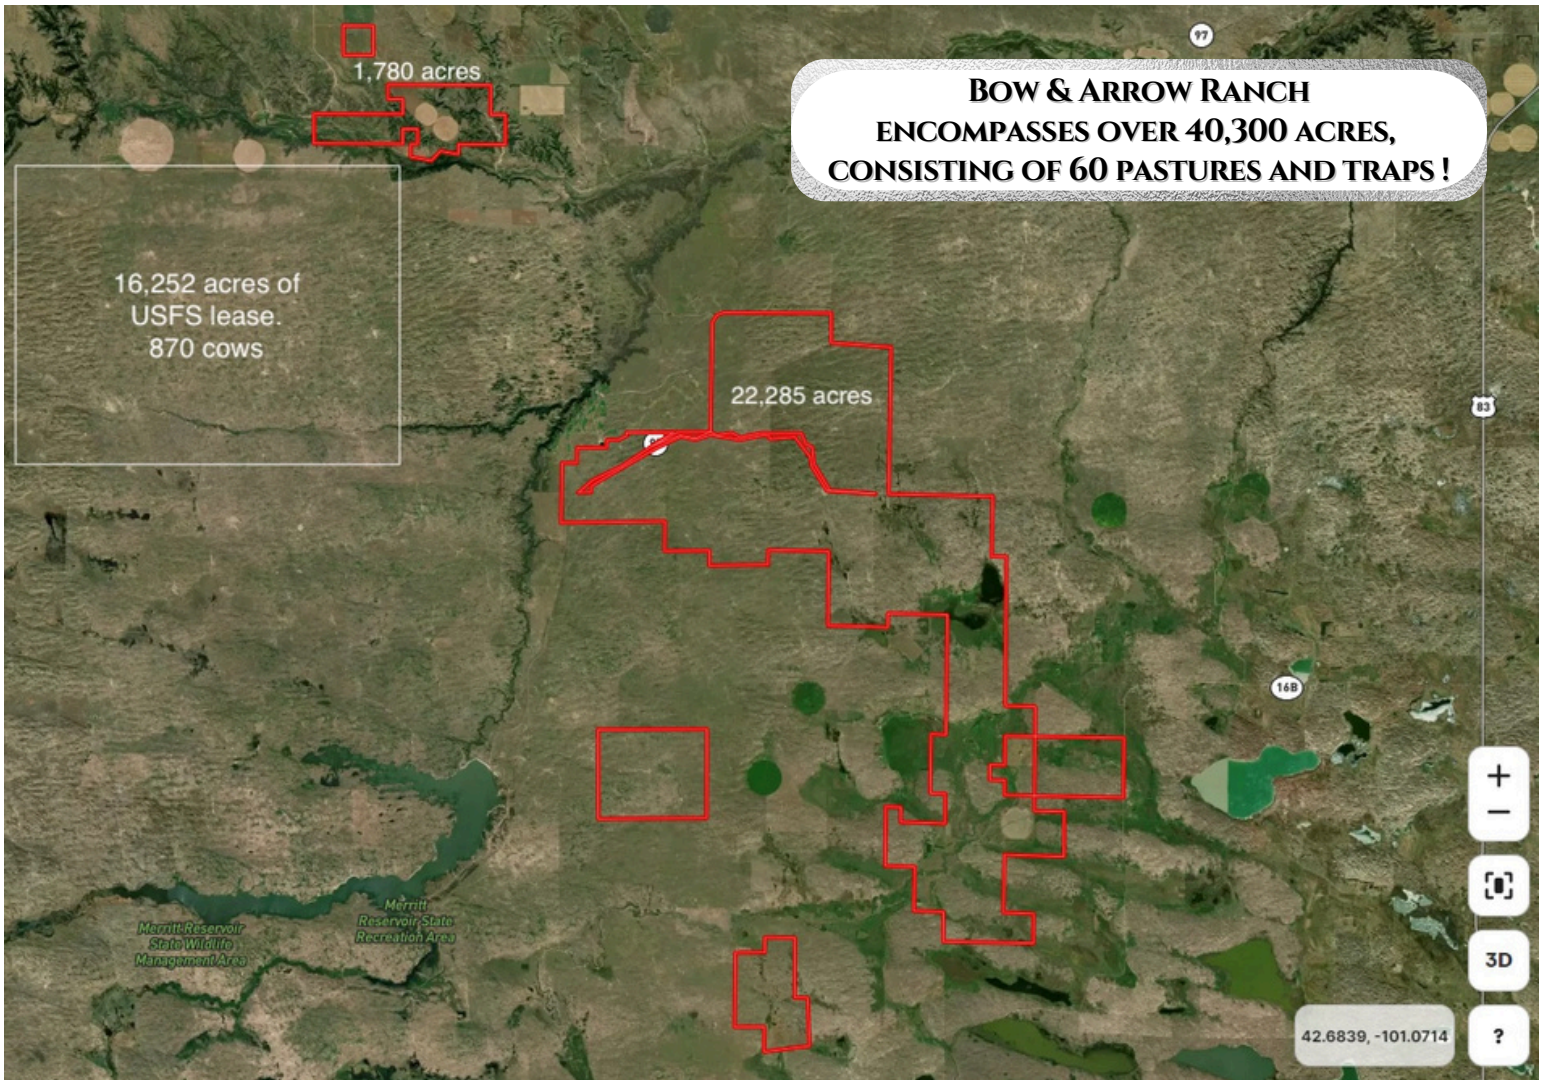 97
1,780 acres
BOW & ARROW RANCH
ENCOMPASSES OVER 40,300 ACRES,
CONSISTING OF 60 PASTURES AND TRAPS !
16,252 acres of
USFS lease.
870 cows
22,285 acres
83
16B
Merritt
Reservoir State
Recreation Area
Merritt Reservoir
State Wildlife
Management Area
+
−
3D
42.6839, -101.0714
?